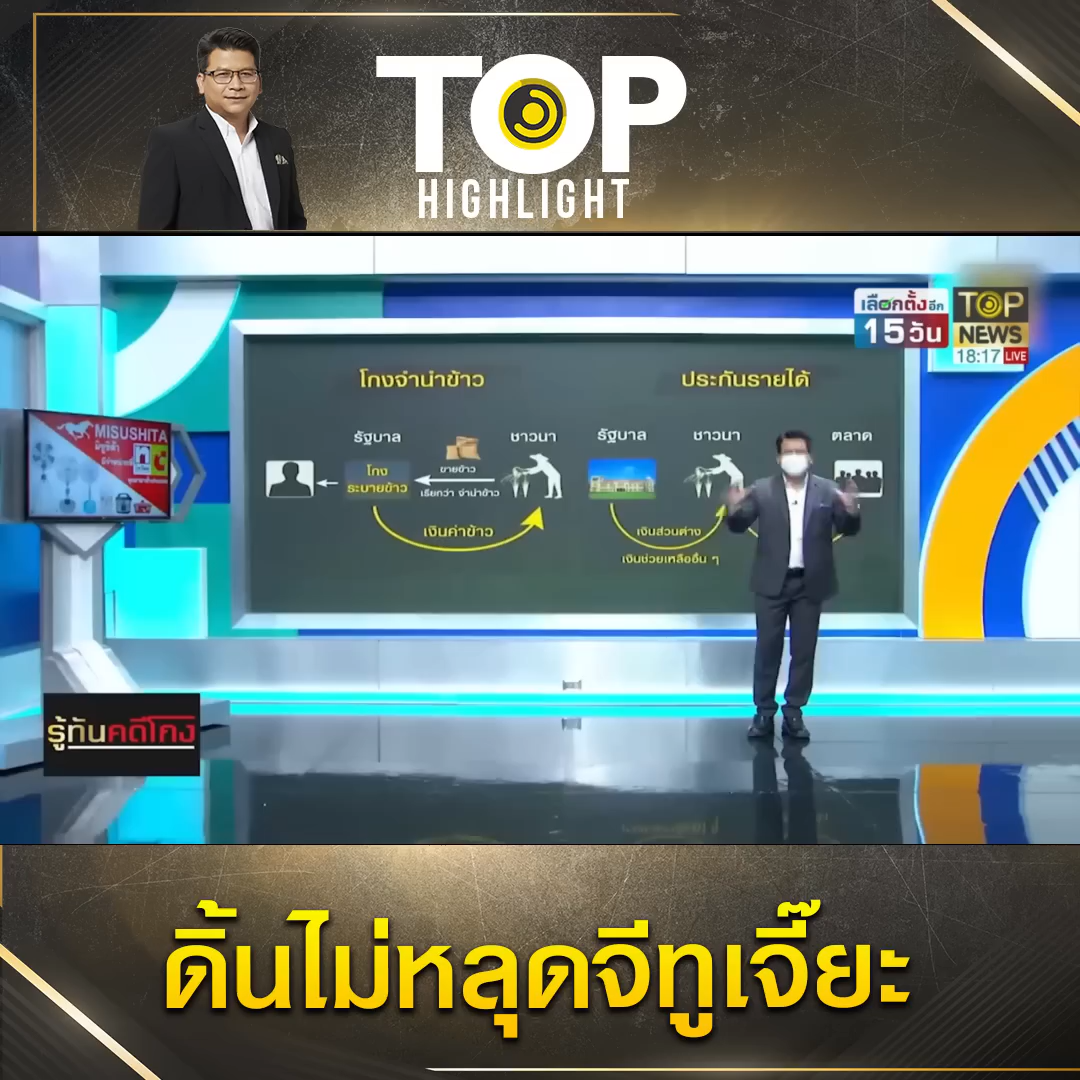 TOP
HIGHLIGHT
เลือกตั้งอีก
15 วัน
TOP
NEWS
18:17 LIVE
โกงจำนำข้าว
ประกันรายได้
รัฐบาล
ชาวนา
รัฐบาล
ชาวนา
ตลาด
ขายข้าว
โกง
ระบายข้าว
เรียกว่า จำนำข้าว
เงินค่าข้าว
เงินส่วนต่าง
เงินช่วยเหลืออื่น ๆ
MISUSHITA
มิซูชิต้า
รู้ทันคดีโกง
ดิ้นไม่หลุดจีทูเจี๊ยะ